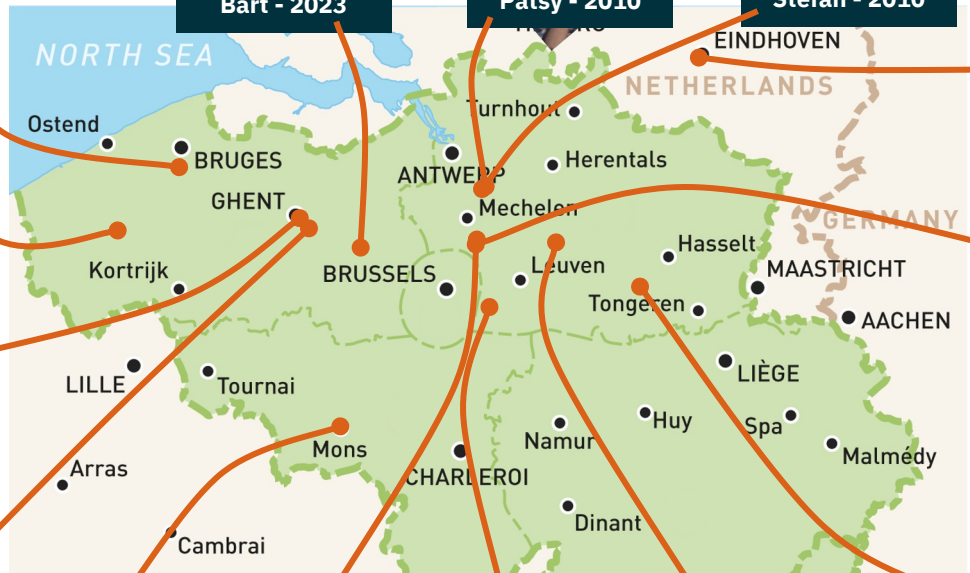 Bart - 2023
Patsy - 2010
Stefan - 2010
NORTH SEA
EINDHOVEN
NETHERLANDS
Turnhout
Ostend
BRUGES
Herentals
ANTWERP
GHENT
Mechelen
GERMANY
Hasselt
Kortrijk
BRUSSELS
Leuven
MAASTRICHT
Tongeren
AACHEN
LILLE
Tournai
LIÈGE
Huy
Spa
Mons
Namur
Malmédy
Arras
CHARLEROI
Dinant
Cambrai